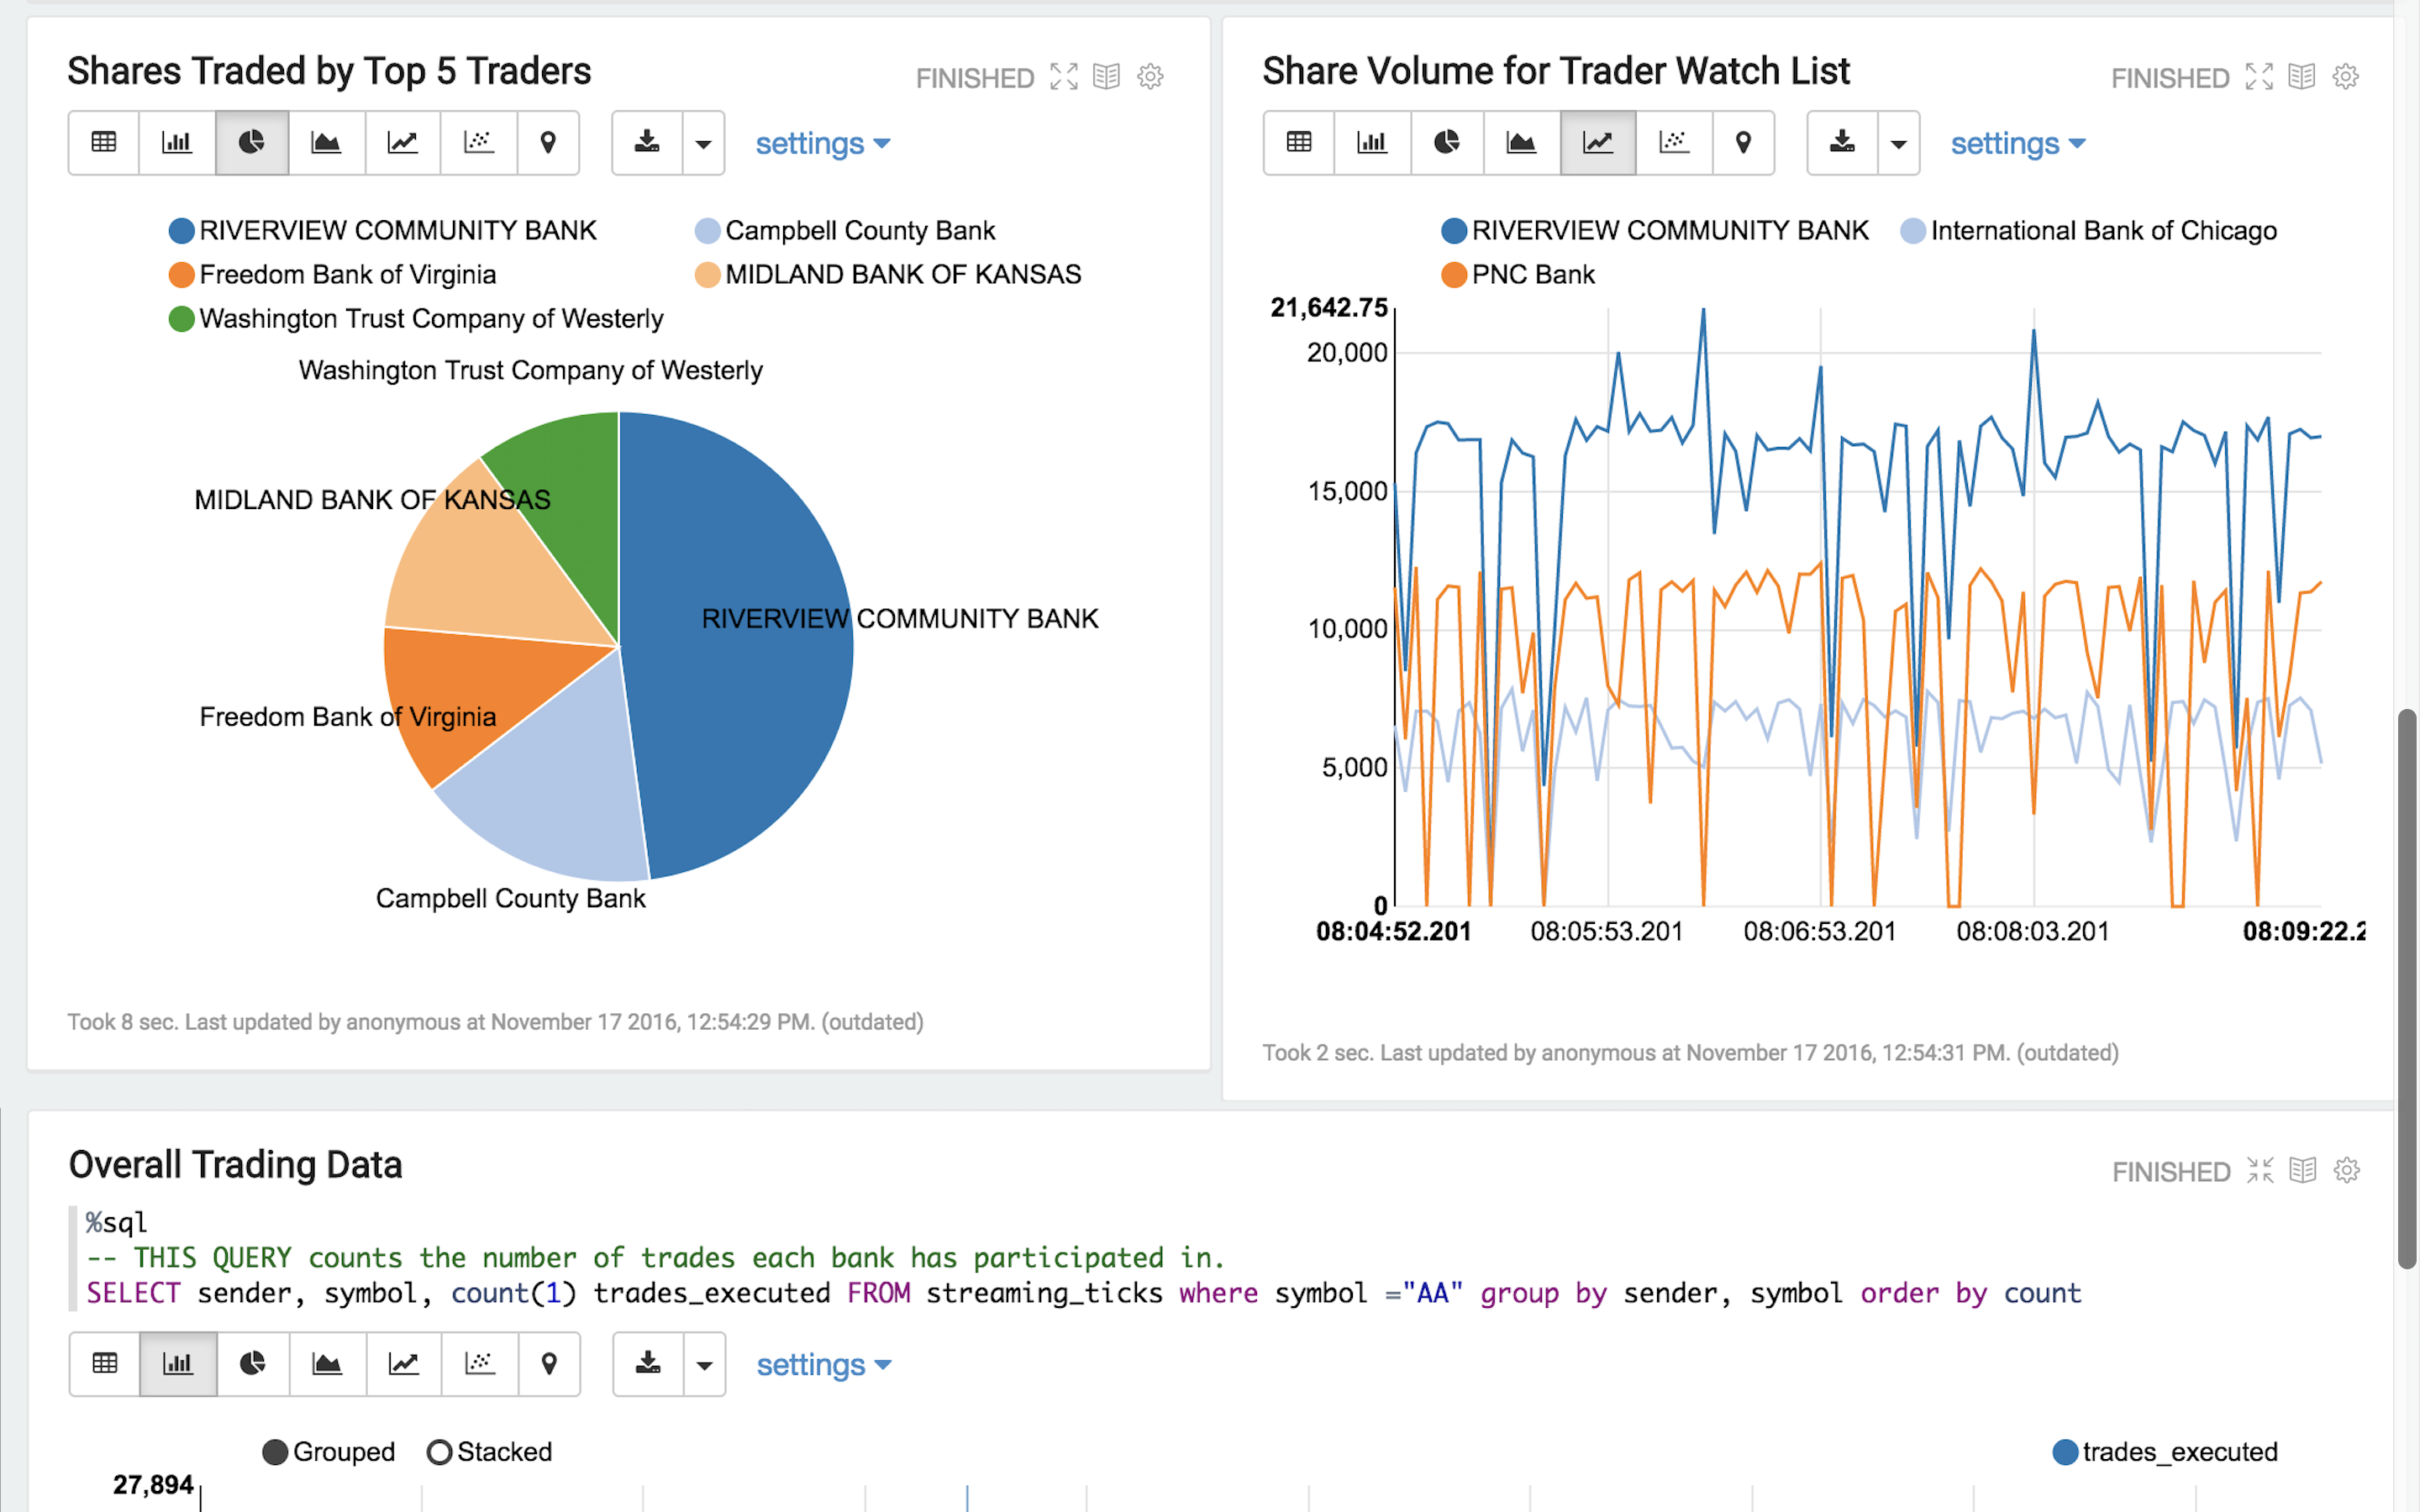 Shares Traded by Top 5 Traders
FINISHED
settings
RIVERVIEW COMMUNITY BANK
Campbell County Bank
Freedom Bank of Virginia
MIDLAND BANK OF KANSAS
Washington Trust Company of Westerly
Washington Trust Company of Westerly
MIDLAND BANK OF KANSAS
RIVERVIEW COMMUNITY BANK
Freedom Bank of Virginia
Campbell County Bank
Took 8 sec. Last updated by anonymous at November 17 2016, 12:54:29 PM. (outdated)
Share Volume for Trader Watch List
FINISHED
settings
RIVERVIEW COMMUNITY BANK
International Bank of Chicago
PNC Bank
21,642.75
20,000
15,000
10,000
5,000
0
08:04:52.201
08:05:53.201
08:06:53.201
08:08:03.201
08:09:22.2
Took 2 sec. Last updated by anonymous at November 17 2016, 12:54:31 PM. (outdated)
Overall Trading Data
FINISHED
%sql
-- THIS QUERY counts the number of trades each bank has participated in.
SELECT sender, symbol, count(1) trades_executed FROM streaming_ticks where symbol ="AA" group by sender, symbol order by count
settings
Grouped
Stacked
trades_executed
27,894